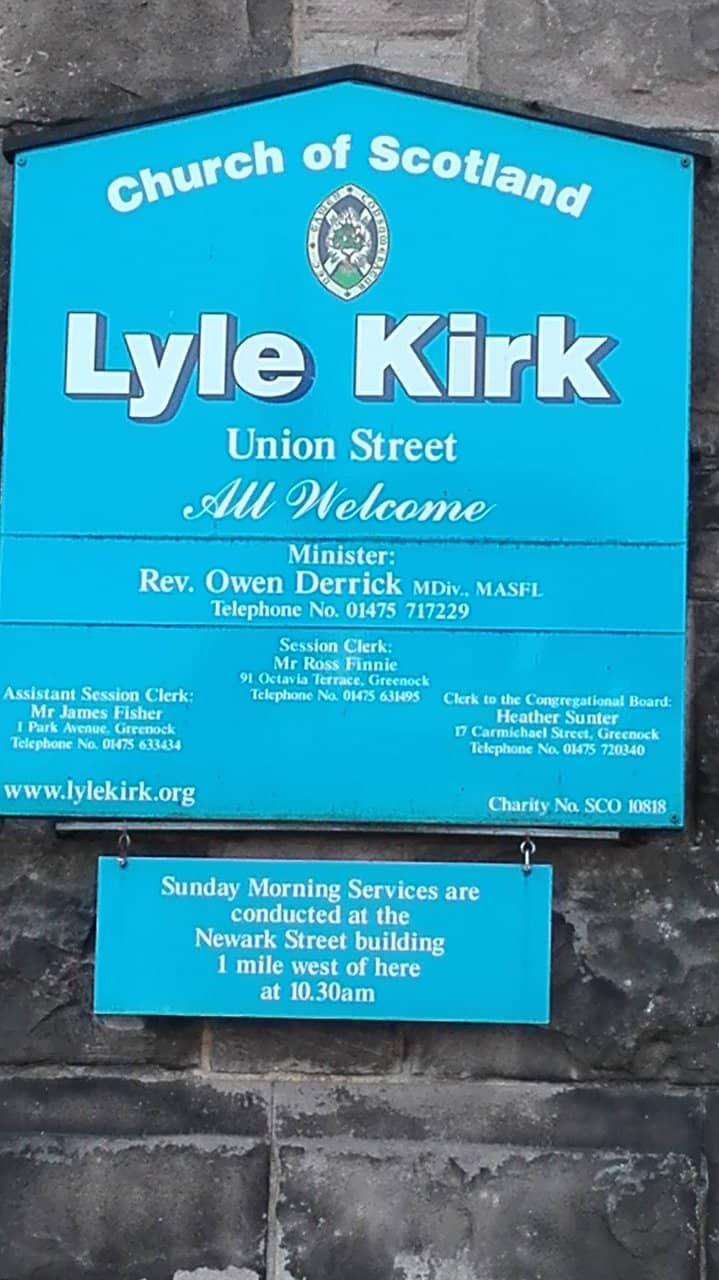 Church of Scotland
NEC TAMEN CONSUMEBATUR
Lyle Kirk
Union Street
All Welcome
Minister:
Rev. Owen Derrick MDiv., MASFL
Telephone No. 01475 717229
Session Clerk:
Mr Ross Finnie
91 Octavia Terrace, Greenock
Telephone No. 01475 631495
Assistant Session Clerk:
Mr James Fisher
1 Park Avenue, Greenock
Telephone No. 01475 633434
Clerk to the Congregational Board:
Heather Sunter
17 Carmichael Street, Greenock
Telephone No. 01475 720340
www.lylekirk.org
Charity No. SCO 10818
Sunday Morning Services are
conducted at the
Newark Street building
1 mile west of here
at 10.30am